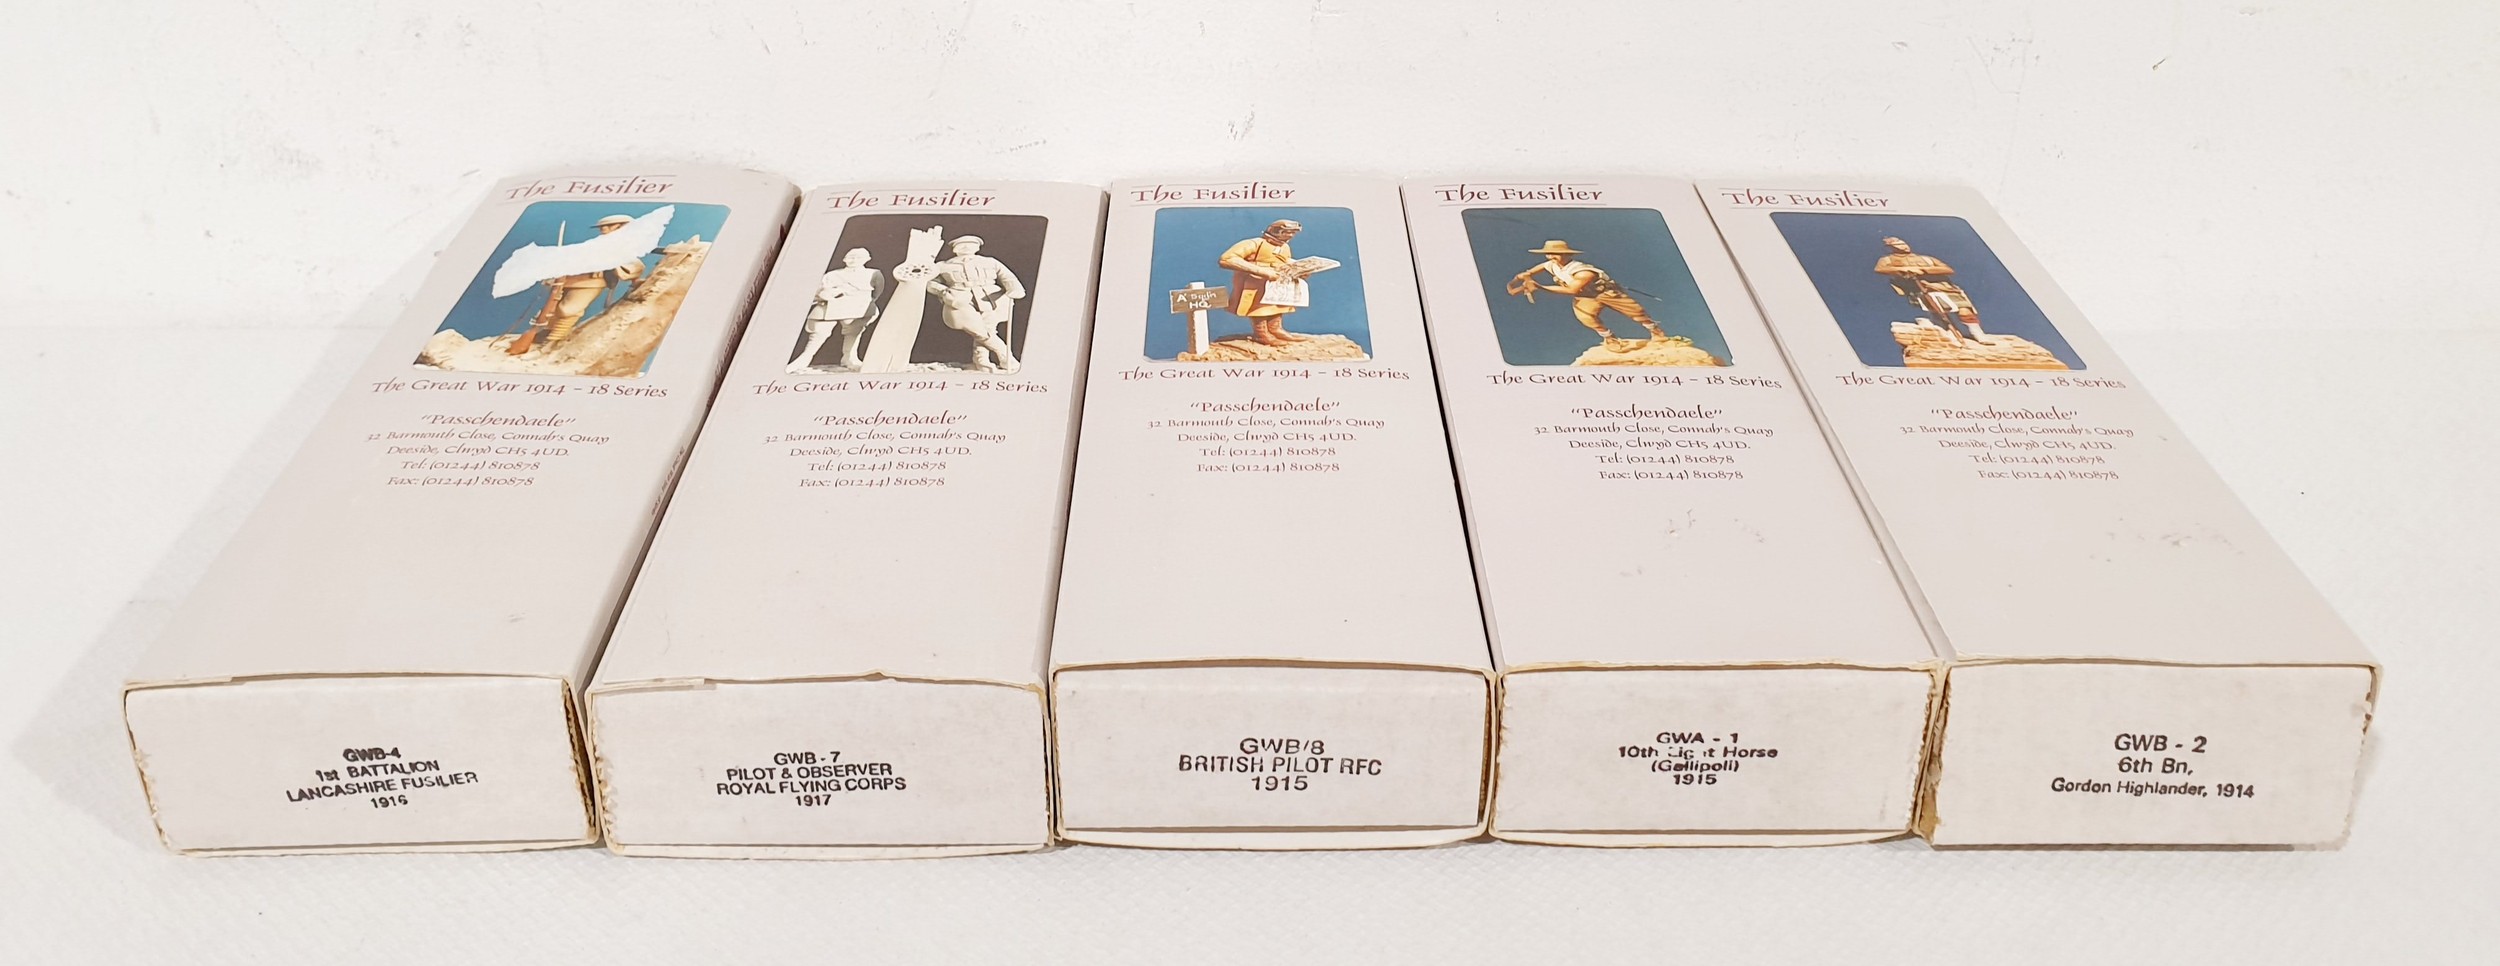 The Fusilier
The Great War 1914 - 18 Series
"Passchendaele"
32 Barmouth Close, Connah's Quay
Deeside, Clwyd CH5 4UD.
Tel: (01244) 810878
Fax: (01244) 810878
GWB-4
1st BATTALION
LANCASHIRE FUSILIER
1916
The Fusilier
The Great War 1914 - 18 Series
"Passchendaele"
32 Barmouth Close, Connah's Quay
Deeside, Clwyd CH5 4UD.
Tel: (01244) 810878
Fax: (01244) 810878
GWB - 7
PILOT & OBSERVER
ROYAL FLYING CORPS
1917
The Fusilier
HQ
The Great War 1914 - 18 Series
"Passchendaele"
32 Barmouth Close, Connah's Quay
Deeside, Clwyd CH5 4UD.
Tel: (01244) 810878
Fax: (01244) 810878
GWB/8
BRITISH PILOT RFC
1915
The Fusilier
The Great War 1914 - 18 Series
"Passchendaele"
32 Barmouth Close, Connah's Quay
Deeside, Clwyd CH5 4UD.
Tel: (01244) 810878
Fax: (01244) 810878
GWA - 1
10th Light Horse
(Gallipoli)
1915
The Fusilier
The Great War 1914 - 18 Series
"Passchendaele"
32 Barmouth Close, Connah's Quay
Deeside, Clwyd CH5 4UD.
Tel: (01244) 810878
Fax: (01244) 810878
GWB - 2
6th Bn,
Gordon Highlander, 1914